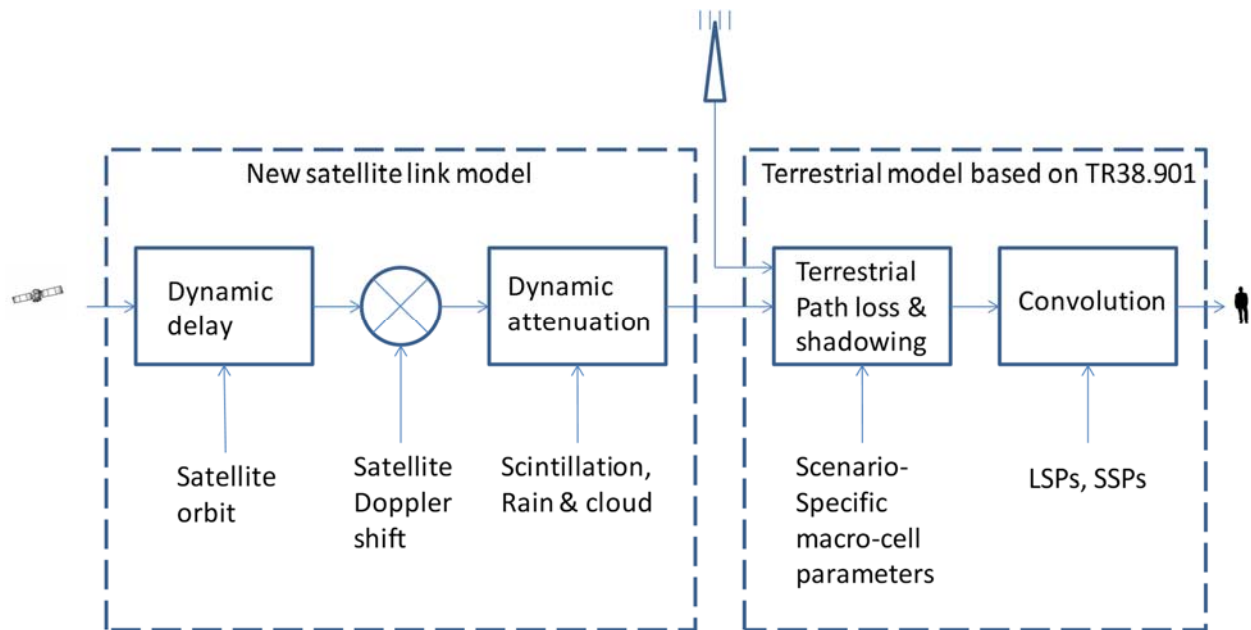 New satellite link model
Terrestrial model based on TR38.901
Dynamic
delay
Dynamic
attenuation
Terrestrial
Path loss &
shadowing
Convolution
Satellite
orbit
Satellite
Doppler
shift
Scintillation,
Rain & cloud
Scenario-
Specific
macro-cell
parameters
LSPs, SSPs